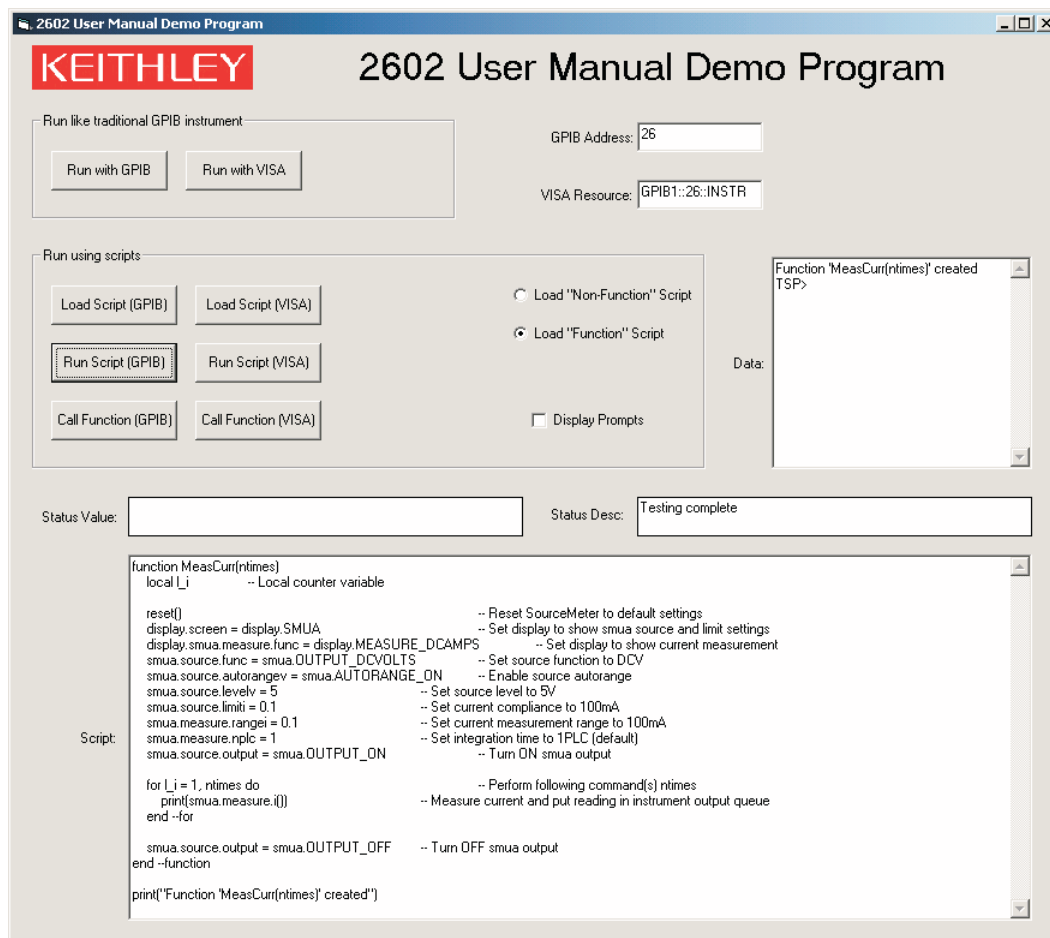 2602 User Manual Demo Program
KEITHLEY
2602 User Manual Demo Program
Run like traditional GPIB instrument
Run with GPIB
Run with VISA
GPIB Address: 26
VISA Resource: GPIB1::26::INSTR
Run using scripts
Load Script (GPIB)
Load Script (VISA)
Load "Non-Function" Script
Load "Function" Script
Run Script (GPIB)
Run Script (VISA)
Call Function (GPIB)
Call Function (VISA)
Display Prompts
Data:
Function 'MeasCurr(ntimes)' created
TSP>
Status Value:
Status Desc: Testing complete
Script:
function MeasCurr(ntimes)
local l_i -- Local counter variable
reset() -- Reset SourceMeter to default settings
display.screen = display.SMUA -- Set display to show smua source and limit settings
display.smua.measure.func = display.MEASURE_DCAMPS -- Set display to show current measurement
smua.source.func = smua.OUTPUT_DCVOLTS -- Set source function to DCV
smua.source.autorangev = smua.AUTORANGE_ON -- Enable source autorange
smua.source.levelv = 5 -- Set source level to 5V
smua.source.limiti = 0.1 -- Set current compliance to 100mA
smua.measure.rangei = 0.1 -- Set current measurement range to 100mA
smua.measure.nplc = 1 -- Set integration time to 1PLC (default)
smua.source.output = smua.OUTPUT_ON -- Turn ON smua output
for l_i = 1, ntimes do -- Perform following command(s) ntimes
print(smua.measure.i()) -- Measure current and put reading in instrument output queue
end --for
smua.source.output = smua.OUTPUT_OFF -- Turn OFF smua output
end --function
print("Function 'MeasCurr(ntimes)' created")